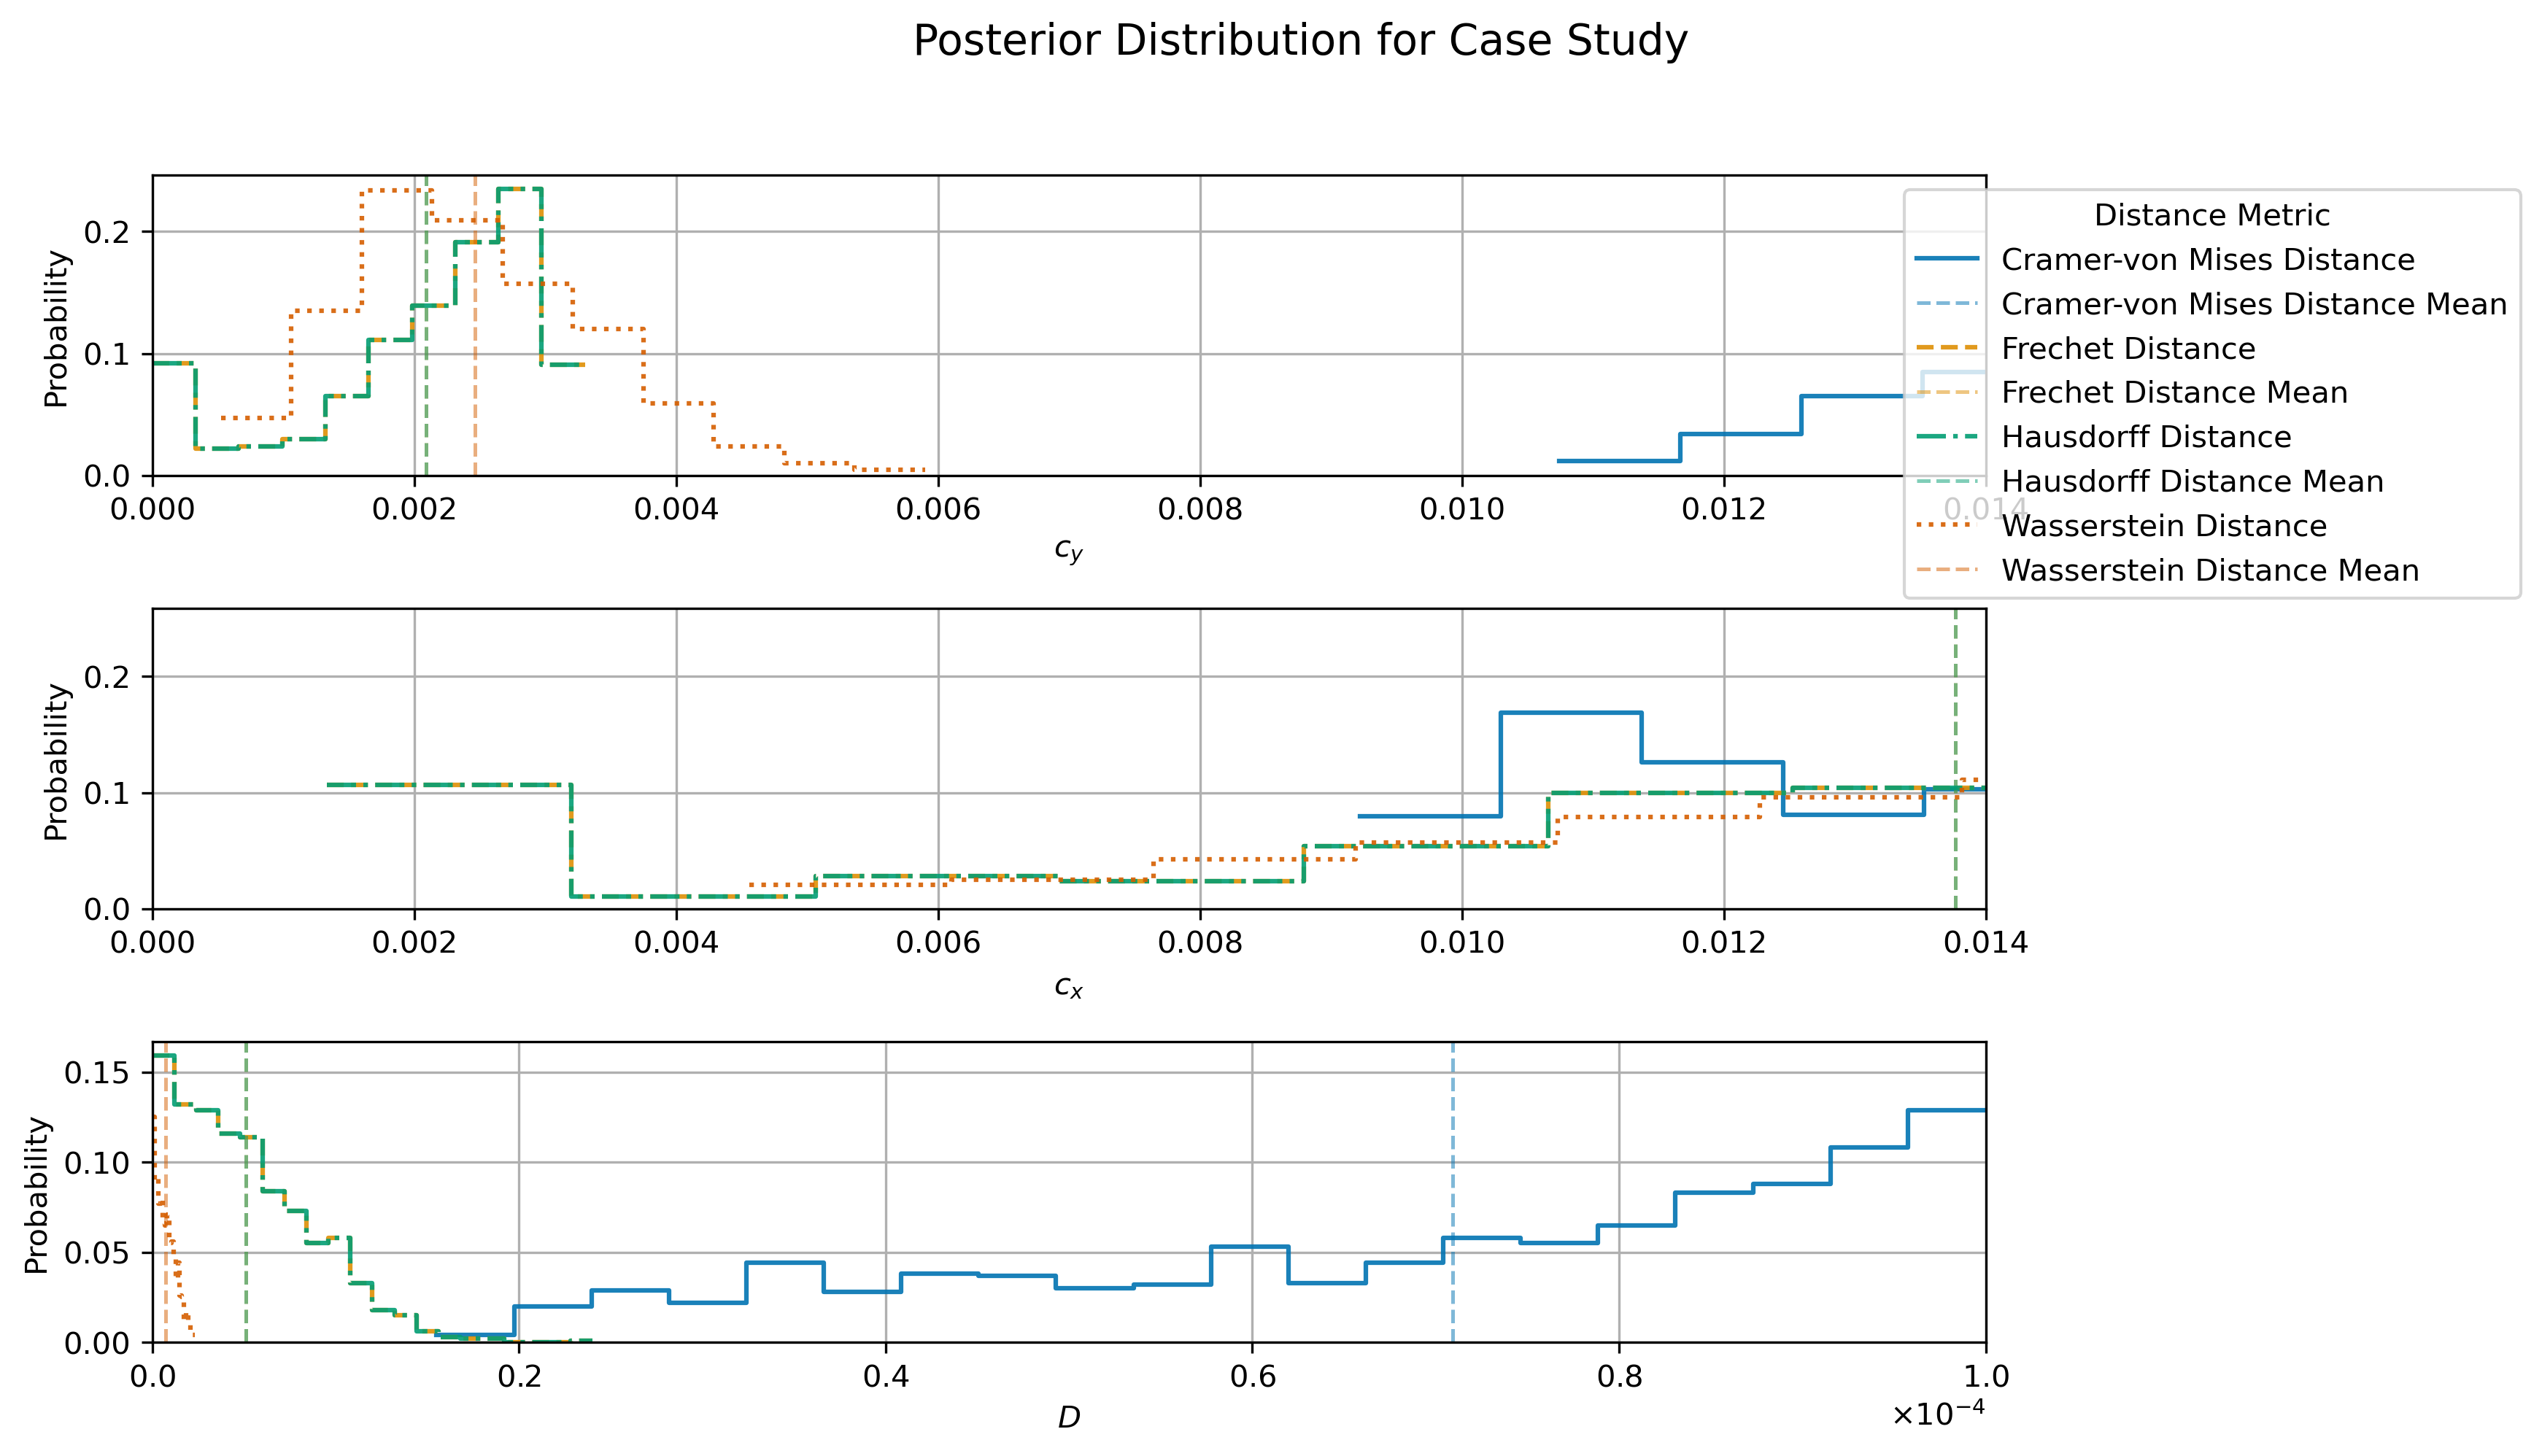 Posterior Distribution for Case Study
Probability
0.2
0.1
0.0
0.000 0.002 0.004 0.006 0.008 0.010 0.012 0.014
c_y
Distance Metric
Cramer-von Mises Distance
Cramer-von Mises Distance Mean
Frechet Distance
Frechet Distance Mean
Hausdorff Distance
Hausdorff Distance Mean
Wasserstein Distance
Wasserstein Distance Mean
Probability
0.2
0.1
0.0
0.000 0.002 0.004 0.006 0.008 0.010 0.012 0.014
c_x
Probability
0.15
0.10
0.05
0.00
0.0 0.2 0.4 0.6 0.8 1.0
D
×10⁻⁴